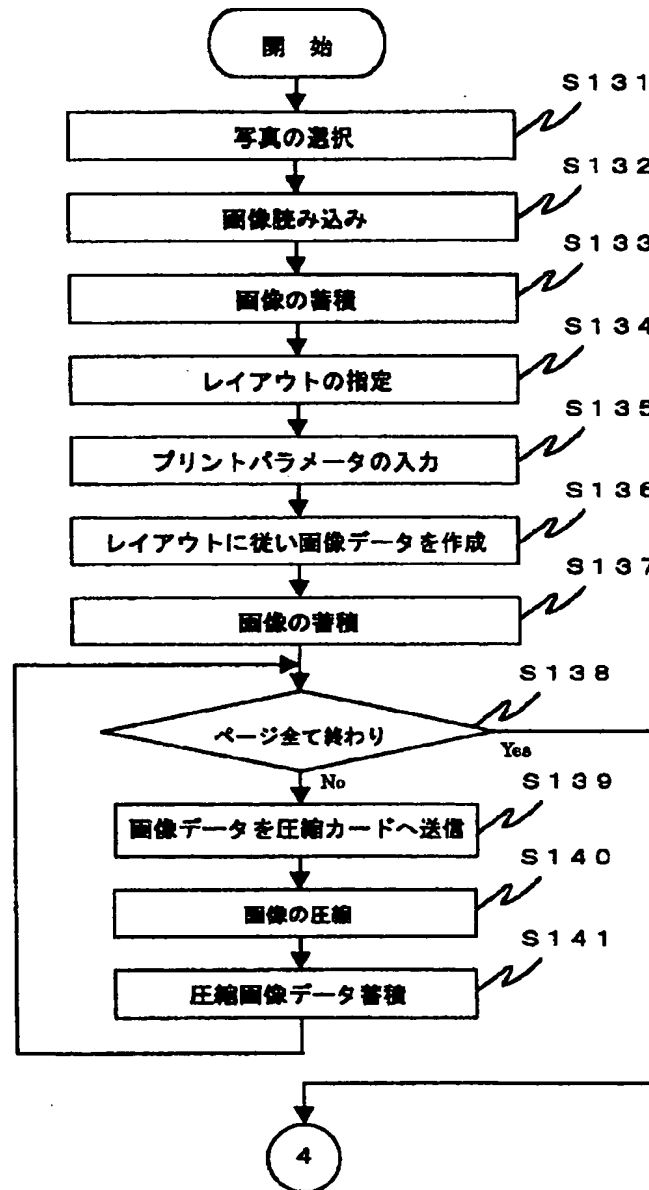 開 始
S131
写真の選択
S132
画像読み込み
S133
画像の蓄積
S134
レイアウトの指定
S135
プリントパラメータの入力
S136
レイアウトに従い画像データを作成
S137
画像の蓄積
S138
ページ全て終わり
Yes
No
S139
画像データを圧縮カードへ送信
S140
画像の圧縮
S141
圧縮画像データ蓄積
4